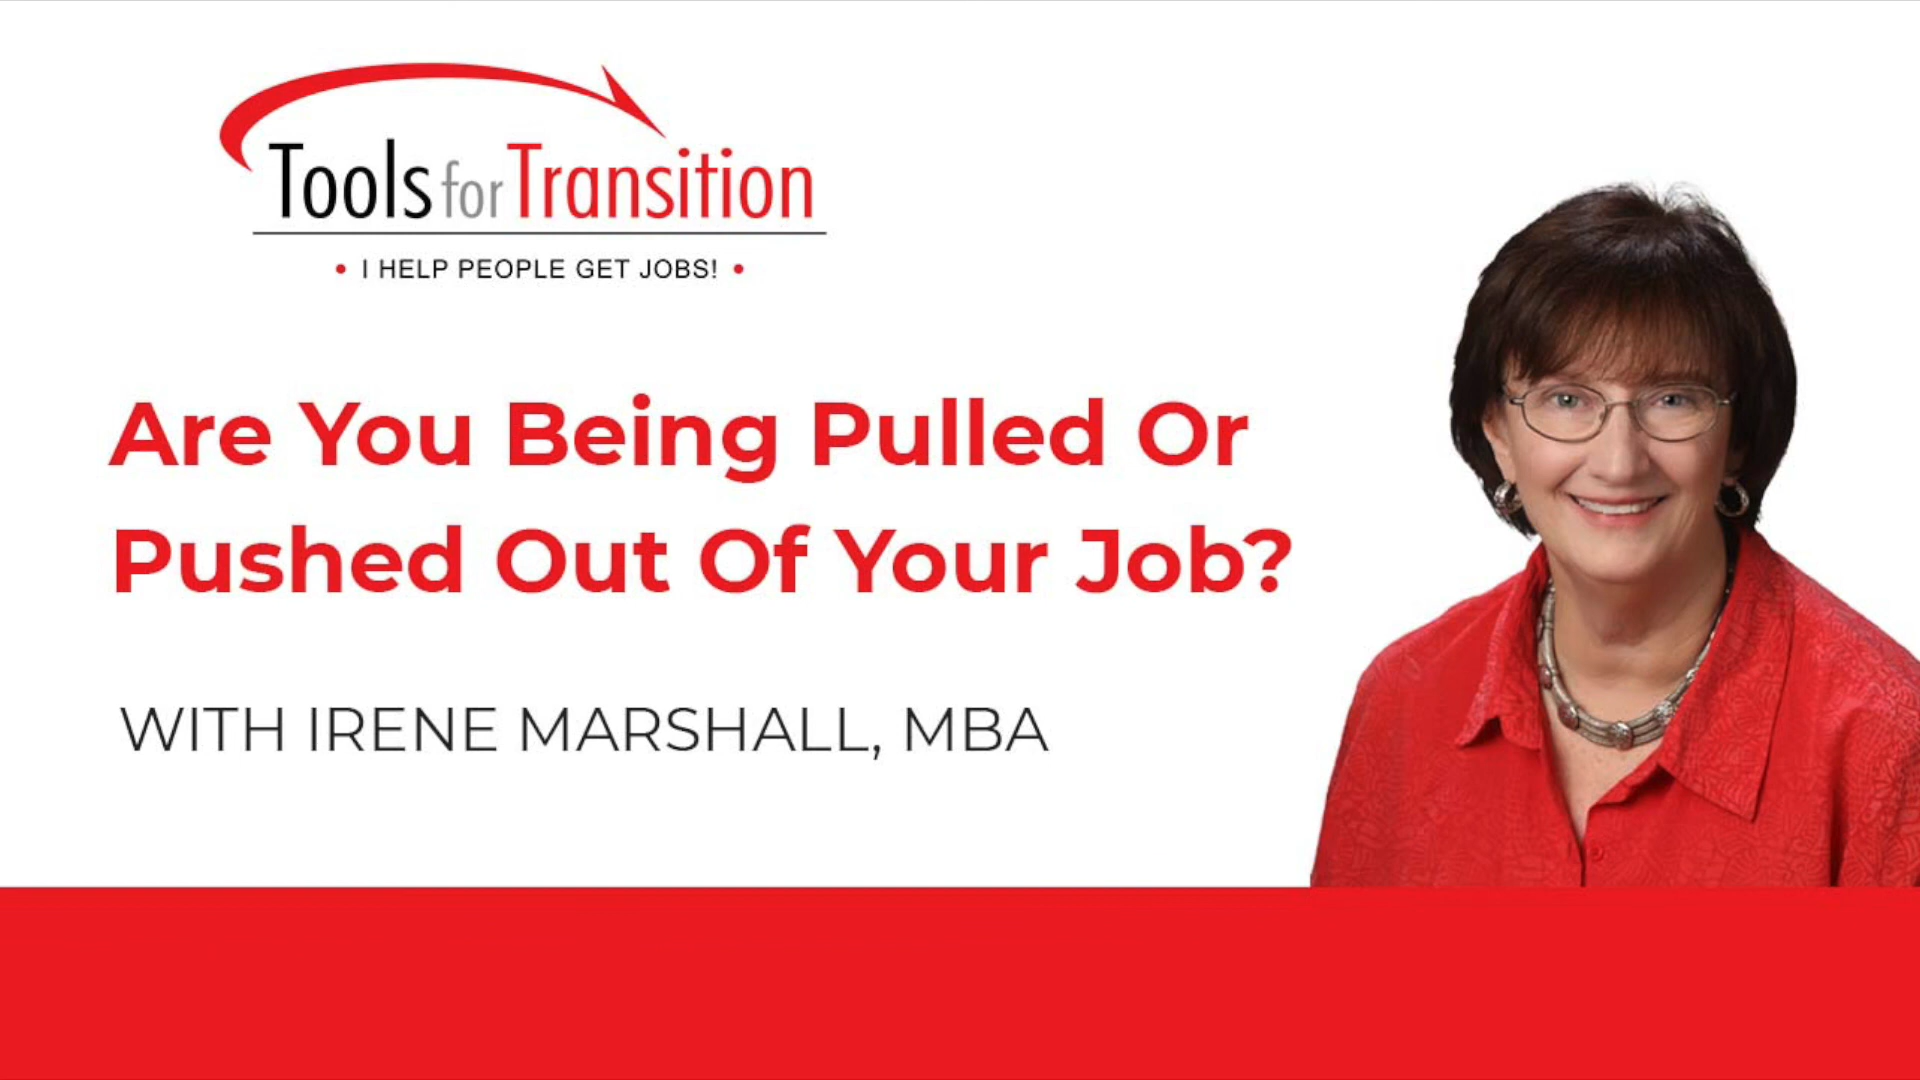 Tools for Transition
• I HELP PEOPLE GET JOBS! •
Are You Being Pulled Or
Pushed Out Of Your Job?
WITH IRENE MARSHALL, MBA